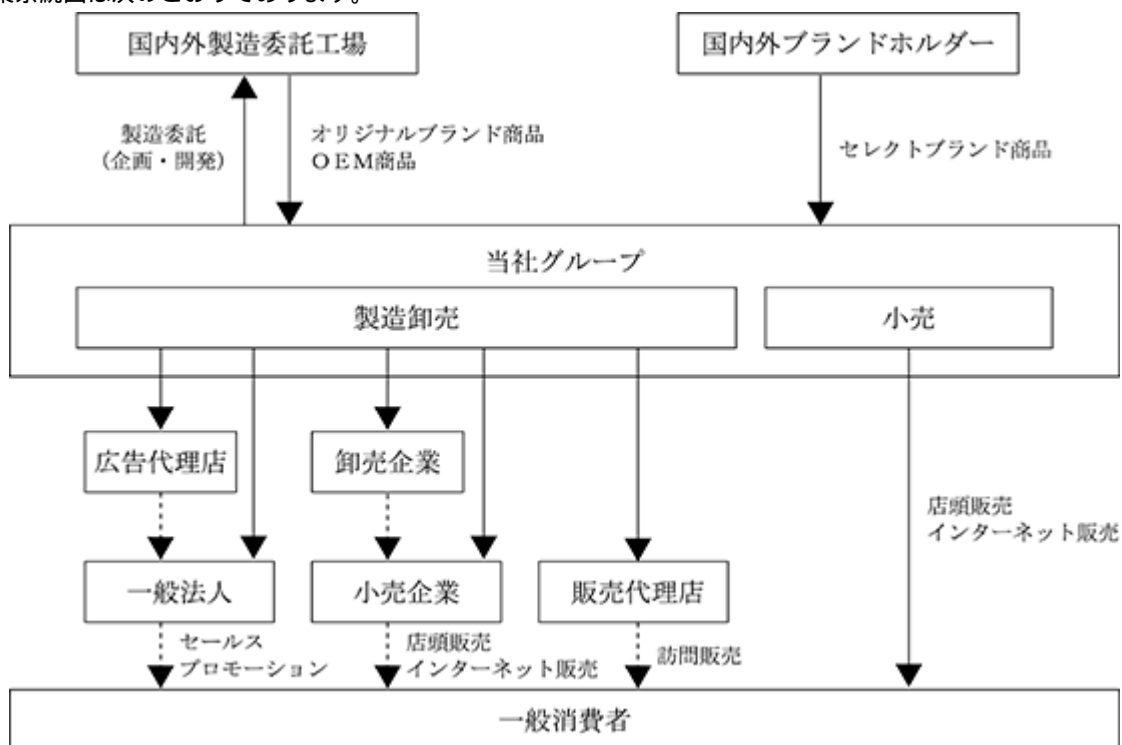 業系統図は次のとおりであります。
国内外製造委託工場
国内外ブランドホルダー
製造委託
(企画・開発)
オリジナルブランド商品
ＯＥＭ商品
セレクトブランド商品
当社グループ
製造卸売
小売
広告代理店
卸売企業
店頭販売
インターネット販売
一般法人
小売企業
販売代理店
セールス
プロモーション
店頭販売
インターネット販売
訪問販売
一般消費者